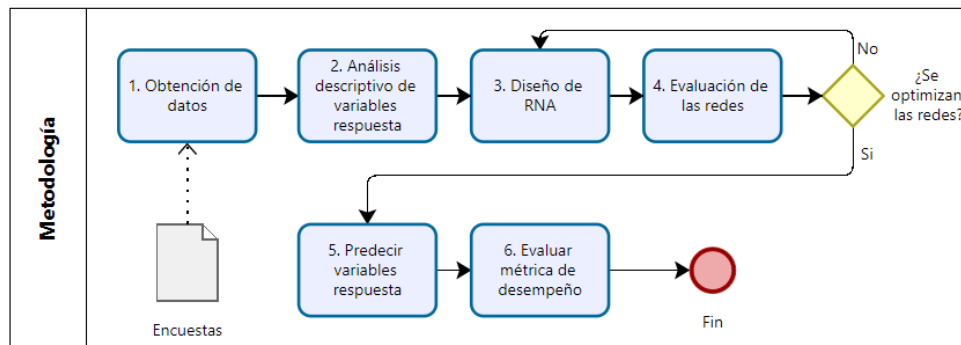 Metodología
1. Obtención de
datos
2. Análisis
descriptivo de
variables
respuesta
3. Diseño de
RNA
4. Evaluación de
las redes
No
¿Se
optimizan
las redes?
Si
Encuestas
5. Predecir
variables
respuesta
6. Evaluar
métrica de
desempeño
Fin